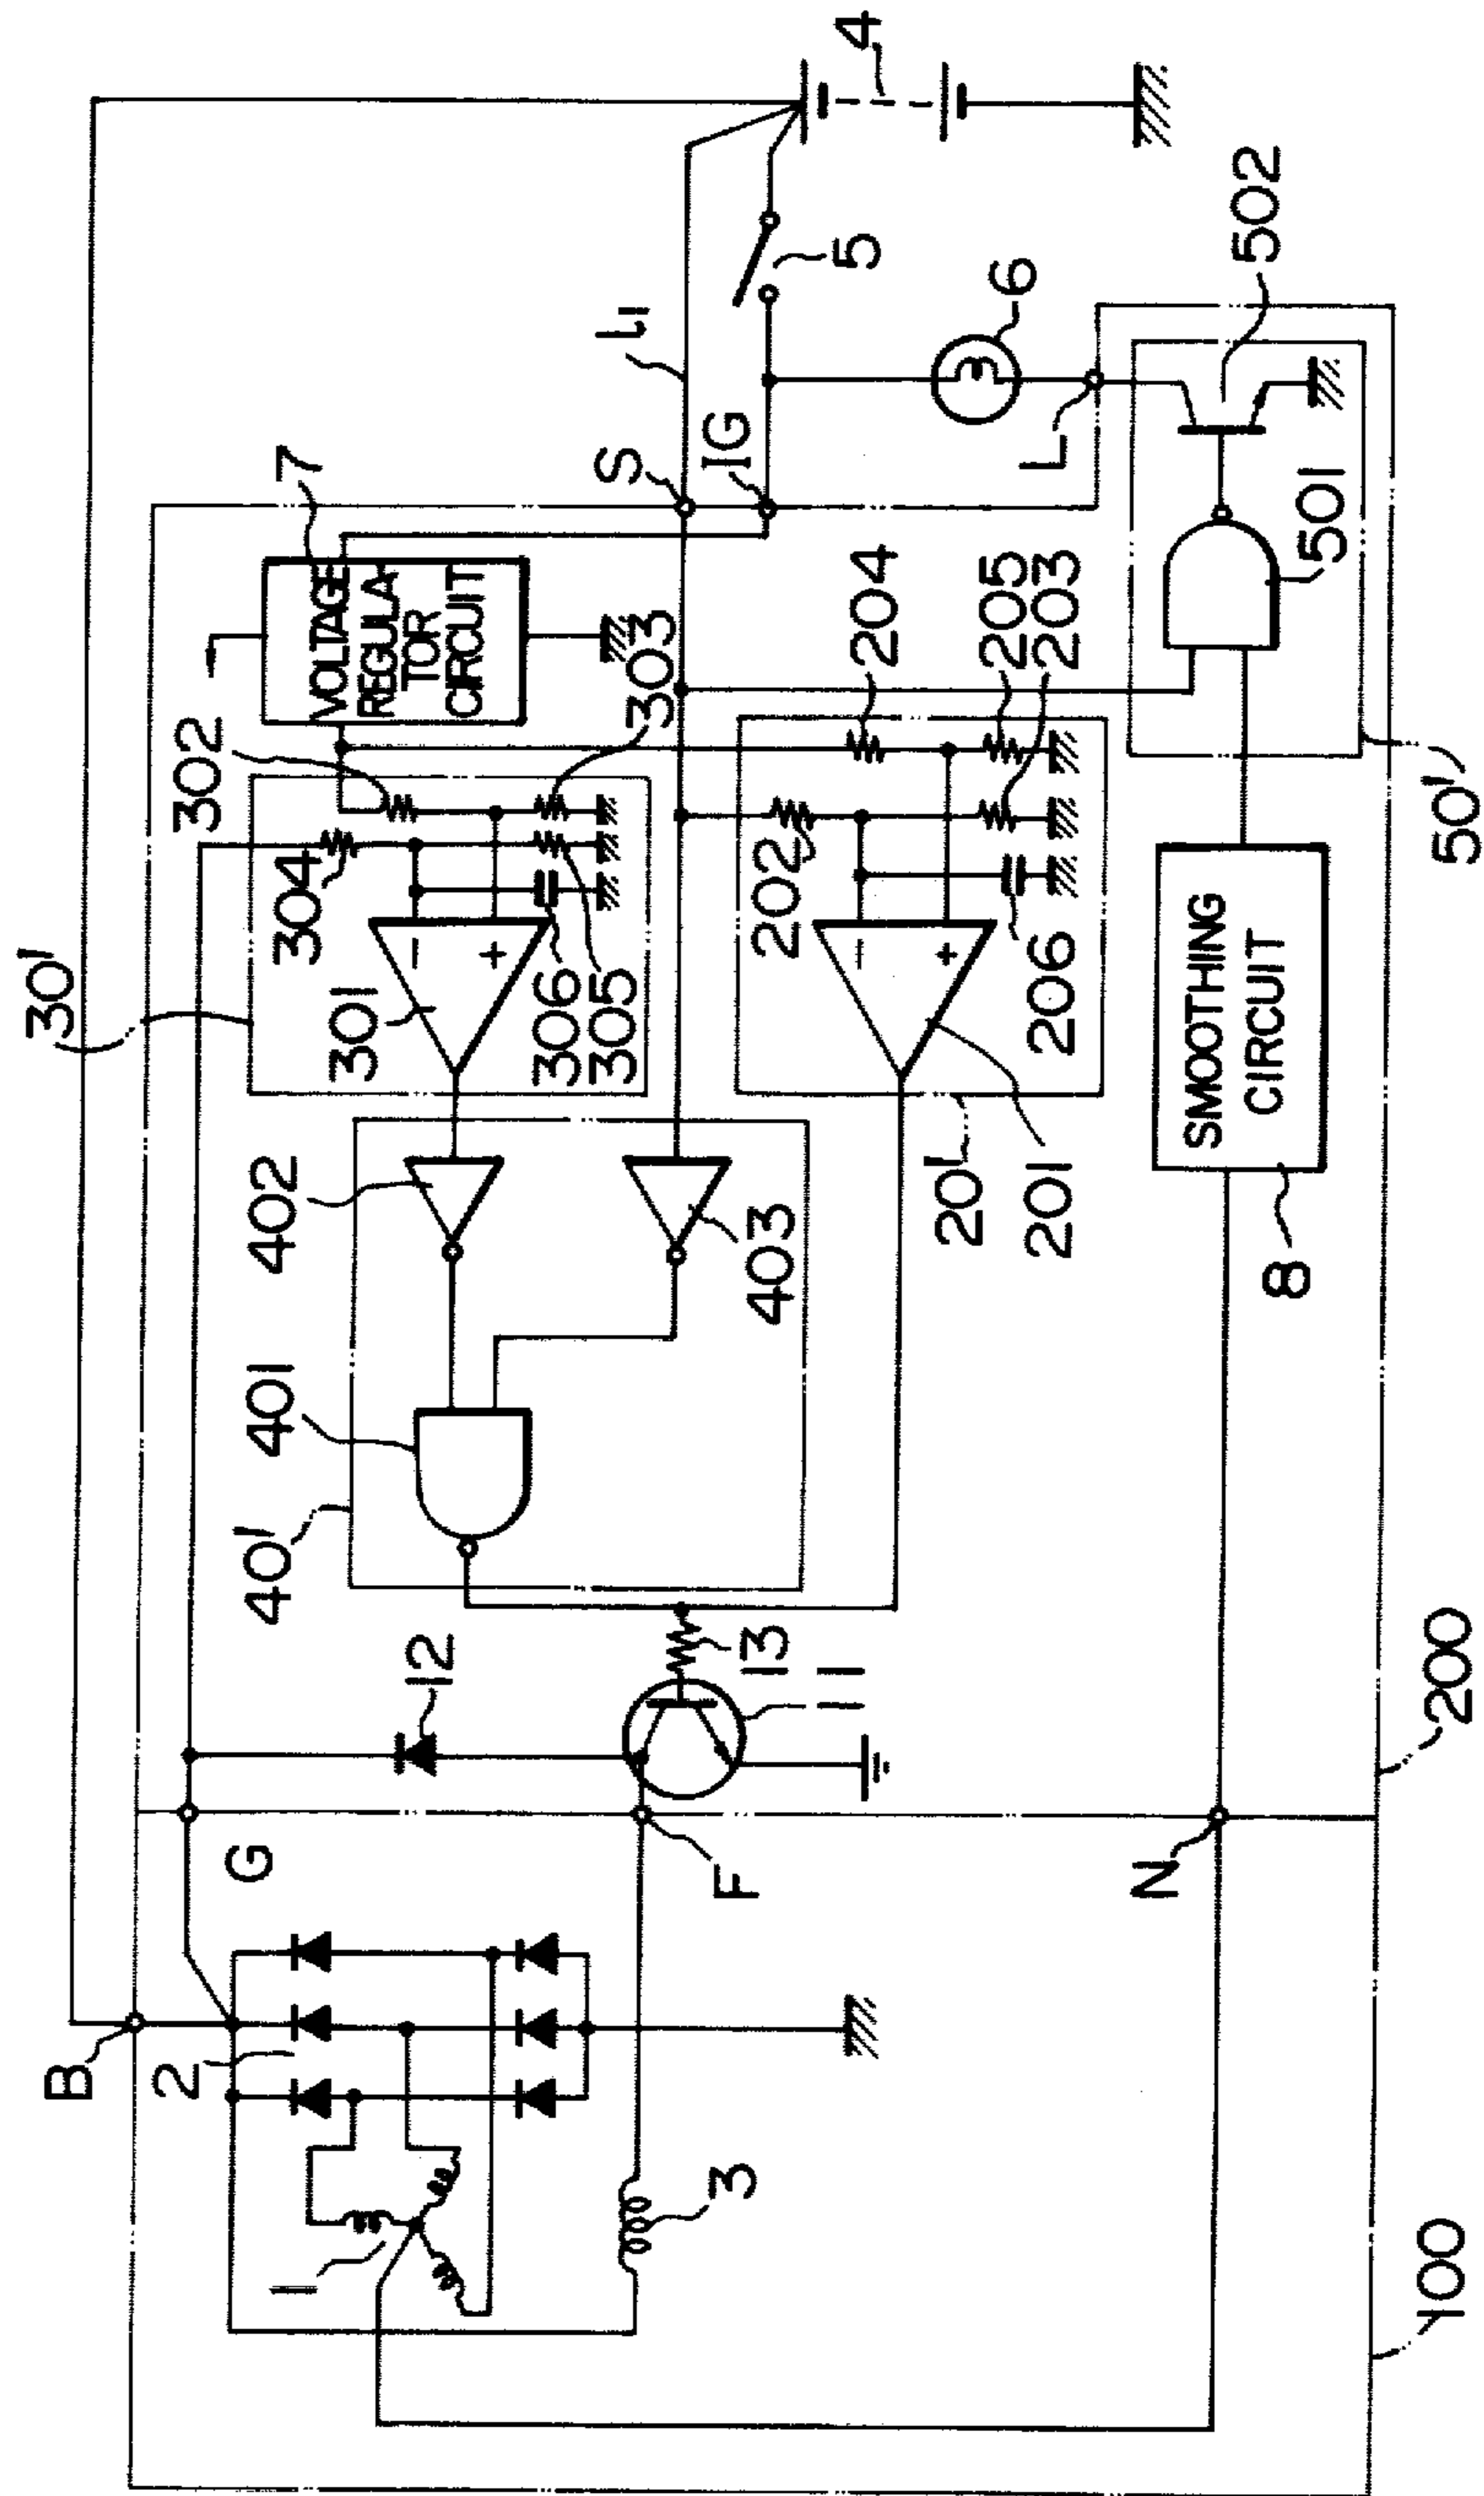 30'
302
7
VOLTAGE
REGULA-
TOR
CIRCUIT
303
S
L1
IG
5
4
6
L
502
501
50'
204
205
203
202
206
201
20'
SMOOTHING
CIRCUIT
8
304
301
306
305
-
+
-
+
402
403
401
40'
12
13
11
G
F
N
B
2
1
3
100
200